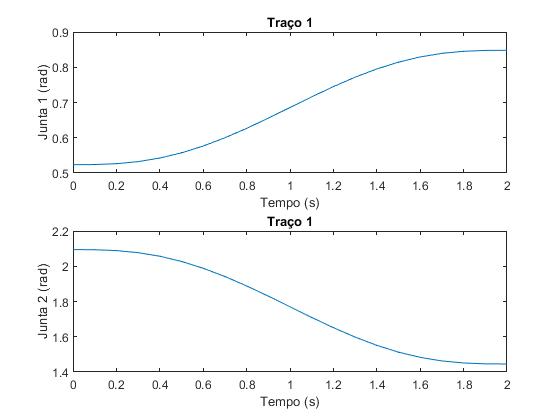 Traço 1
0.9
0.8
0.7
0.6
0.5
Junta 1 (rad)
0 0.2 0.4 0.6 0.8 1 1.2 1.4 1.6 1.8 2
Tempo (s)
Traço 1
2.2
2
1.8
1.6
1.4
Junta 2 (rad)
0 0.2 0.4 0.6 0.8 1 1.2 1.4 1.6 1.8 2
Tempo (s)